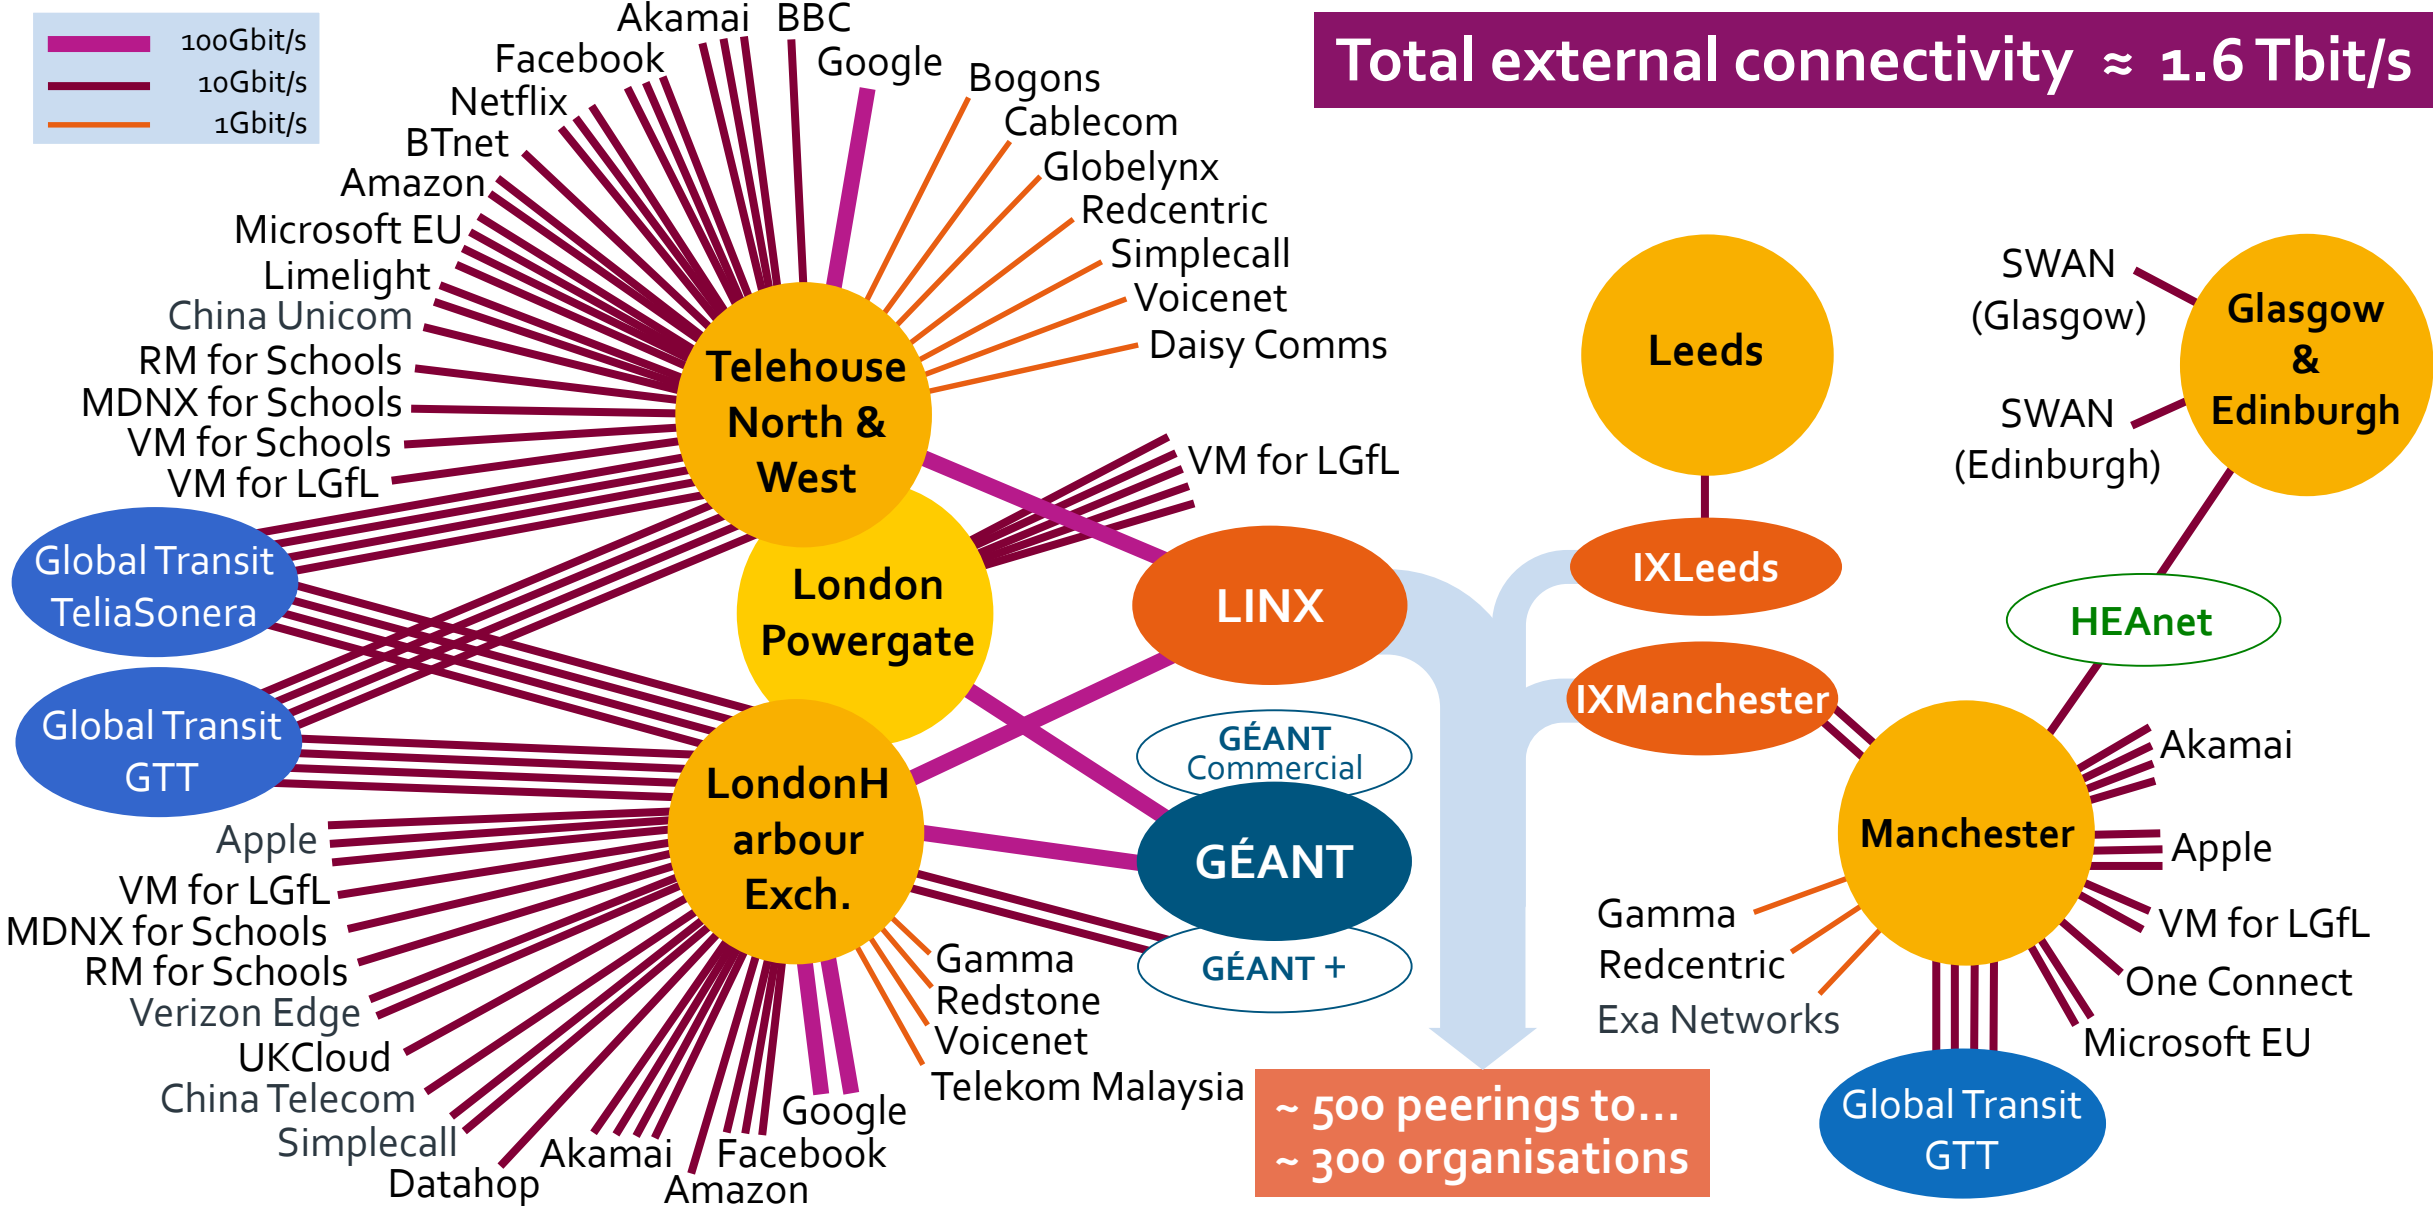 100Gbit/s
10Gbit/s
1Gbit/s
Total external connectivity ≈ 1.6 Tbit/s
Akamai
BBC
Facebook
Google
Netflix
Bogons
BTnet
Cablecom
Amazon
Globelynx
Microsoft EU
Redcentric
Limelight
Simplecall
China Unicom
Voicenet
RM for Schools
Daisy Comms
MDNX for Schools
VM for Schools
VM for LGfL
Telehouse
North &
West
VM for LGfL
Leeds
SWAN
(Glasgow)
SWAN
(Edinburgh)
Glasgow
&
Edinburgh
Global Transit
TeliaSonera
London
Powergate
LINX
IXLeeds
HEAnet
Global Transit
GTT
IXManchester
GÉANT
Commercial
GÉANT
GÉANT +
LondonH
arbour
Exch.
Manchester
Akamai
Apple
VM for LGfL
One Connect
Microsoft EU
Gamma
Redcentric
Exa Networks
Global Transit
GTT
Apple
VM for LGfL
MDNX for Schools
RM for Schools
Verizon Edge
UKCloud
China Telecom
Simplecall
Datahop
Akamai
Amazon
Facebook
Google
Gamma
Redstone
Voicenet
Telekom Malaysia
~ 500 peerings to...
~ 300 organisations